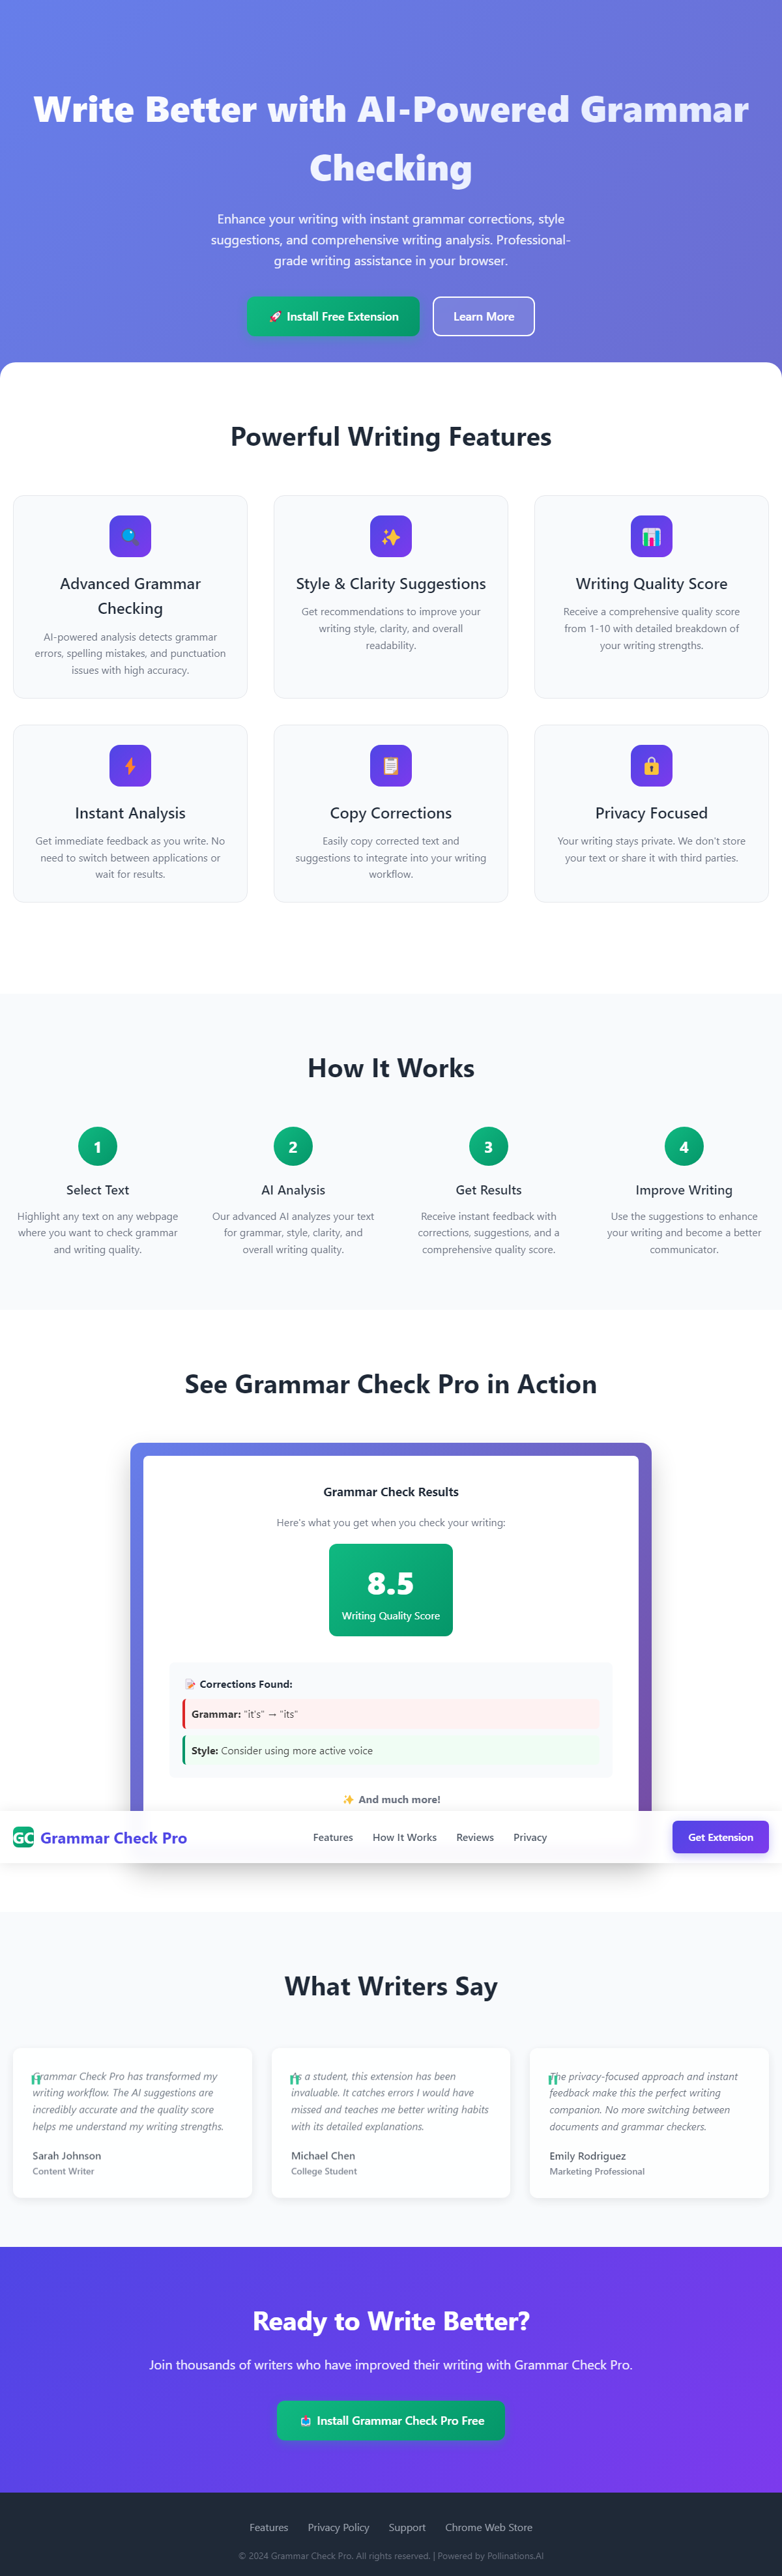 Write Better with AI-Powered Grammar
Checking
Enhance your writing with instant grammar corrections, style
suggestions, and comprehensive writing analysis. Professional-
grade writing assistance in your browser.
🚀 Install Free Extension
Learn More
Powerful Writing Features
Advanced Grammar
Checking
AI-powered analysis detects grammar
errors, spelling mistakes, and punctuation
issues with high accuracy.
Style & Clarity Suggestions
Get recommendations to improve your
writing style, clarity, and overall
readability.
Writing Quality Score
Receive a comprehensive quality score
from 1-10 with detailed breakdown of
your writing strengths.
Instant Analysis
Get immediate feedback as you write. No
need to switch between applications or
wait for results.
Copy Corrections
Easily copy corrected text and
suggestions to integrate into your writing
workflow.
Privacy Focused
Your writing stays private. We don't store
your text or share it with third parties.
How It Works
1
Select Text
Highlight any text on any webpage
where you want to check grammar
and writing quality.
2
AI Analysis
Our advanced AI analyzes your text
for grammar, style, clarity, and
overall writing quality.
3
Get Results
Receive instant feedback with
corrections, suggestions, and a
comprehensive quality score.
4
Improve Writing
Use the suggestions to enhance
your writing and become a better
communicator.
See Grammar Check Pro in Action
Grammar Check Results
Here's what you get when you check your writing:
8.5
Writing Quality Score
📝 Corrections Found:
Grammar: "it's" → "its"
Style: Consider using more active voice
✨ And much more!
GC
Grammar Check Pro
Features
How It Works
Reviews
Privacy
Get Extension
What Writers Say
"
Grammar Check Pro has transformed my
writing workflow. The AI suggestions are
incredibly accurate and the quality score
helps me understand my writing strengths.
Sarah Johnson
Content Writer
"
As a student, this extension has been
invaluable. It catches errors I would have
missed and teaches me better writing habits
with its detailed explanations.
Michael Chen
College Student
"
The privacy-focused approach and instant
feedback make this the perfect writing
companion. No more switching between
documents and grammar checkers.
Emily Rodriguez
Marketing Professional
Ready to Write Better?
Join thousands of writers who have improved their writing with Grammar Check Pro.
Install Grammar Check Pro Free
Features
Privacy Policy
Support
Chrome Web Store
© 2024 Grammar Check Pro. All rights reserved. | Powered by Pollinations.AI